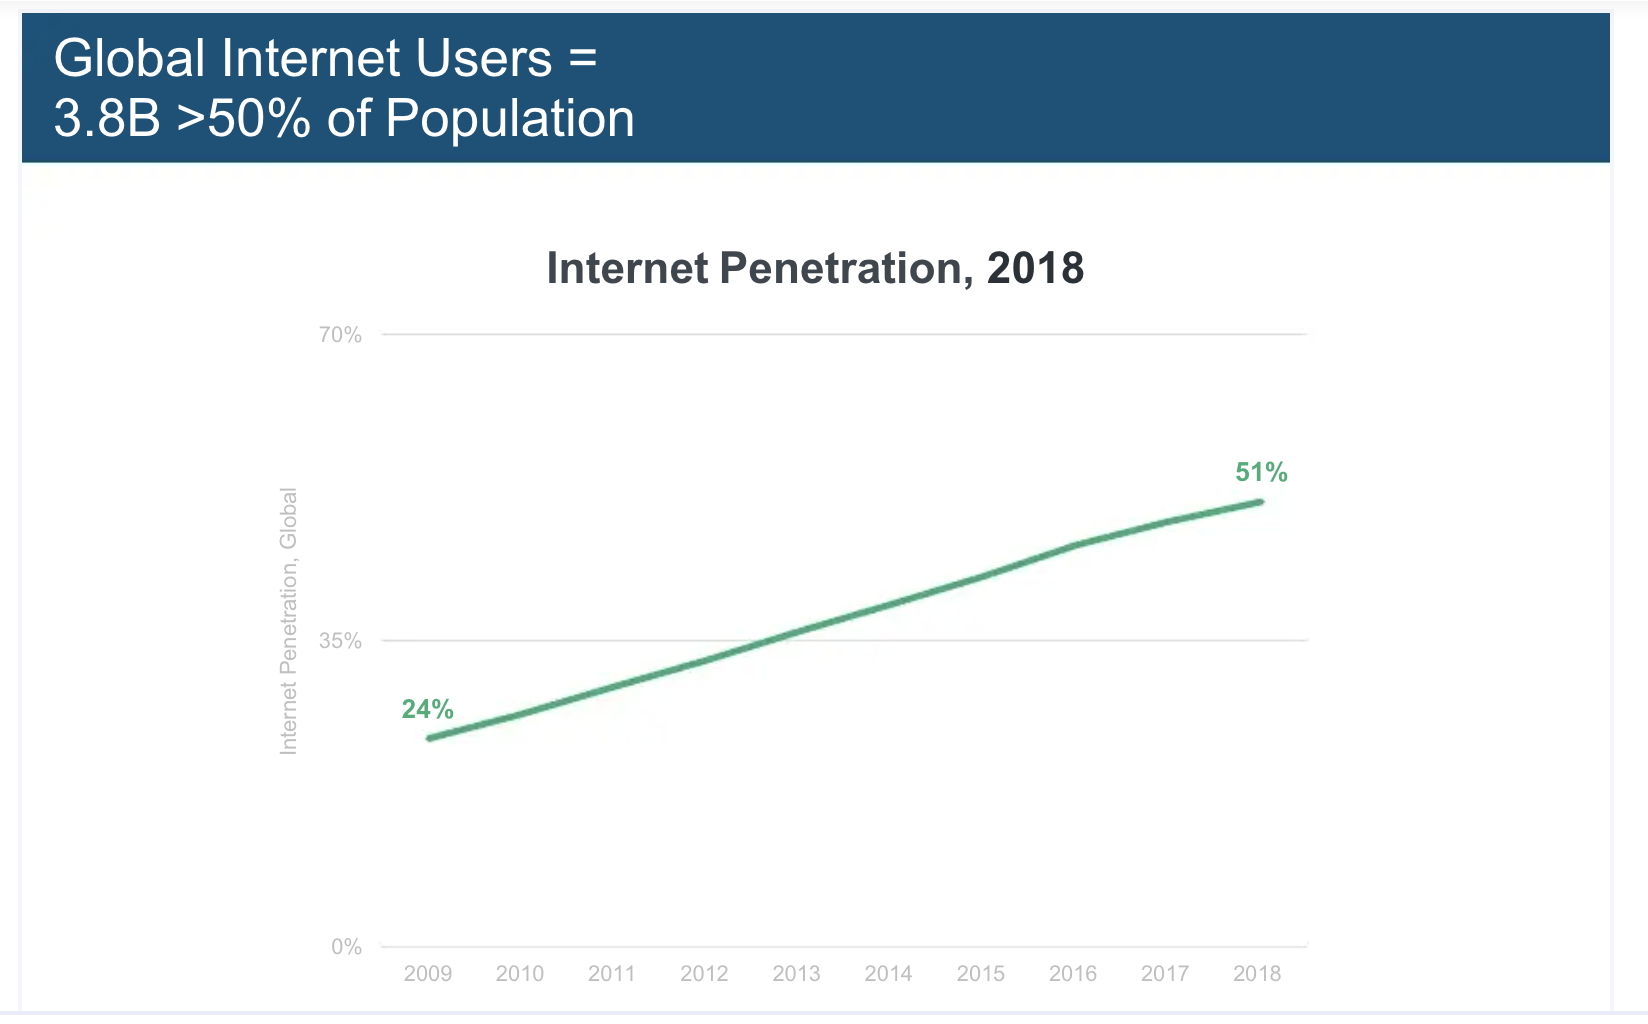 Global Internet Users =
3.8B >50% of Population
Internet Penetration, 2018
70%
51%
Internet Penetration, Global
35%
24%
0%
2009 2010 2011 2012 2013 2014 2015 2016 2017 2018